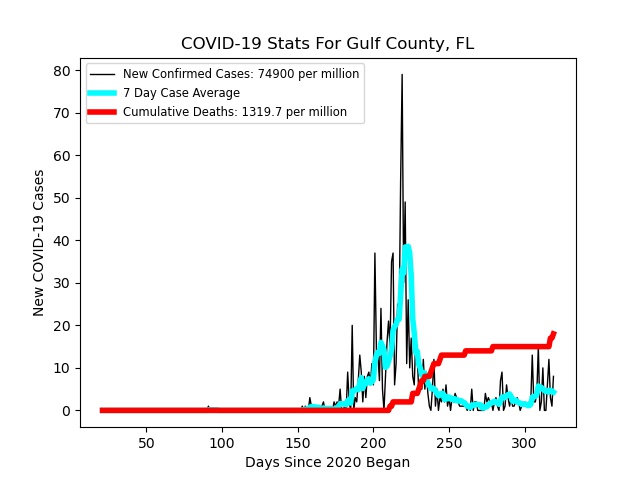 COVID-19 Stats For Gulf County, FL
New Confirmed Cases: 74900 per million
7 Day Case Average
Cumulative Deaths: 1319.7 per million
New COVID-19 Cases
80
70
60
50
40
30
20
10
0
50 100 150 200 250 300
Days Since 2020 Began